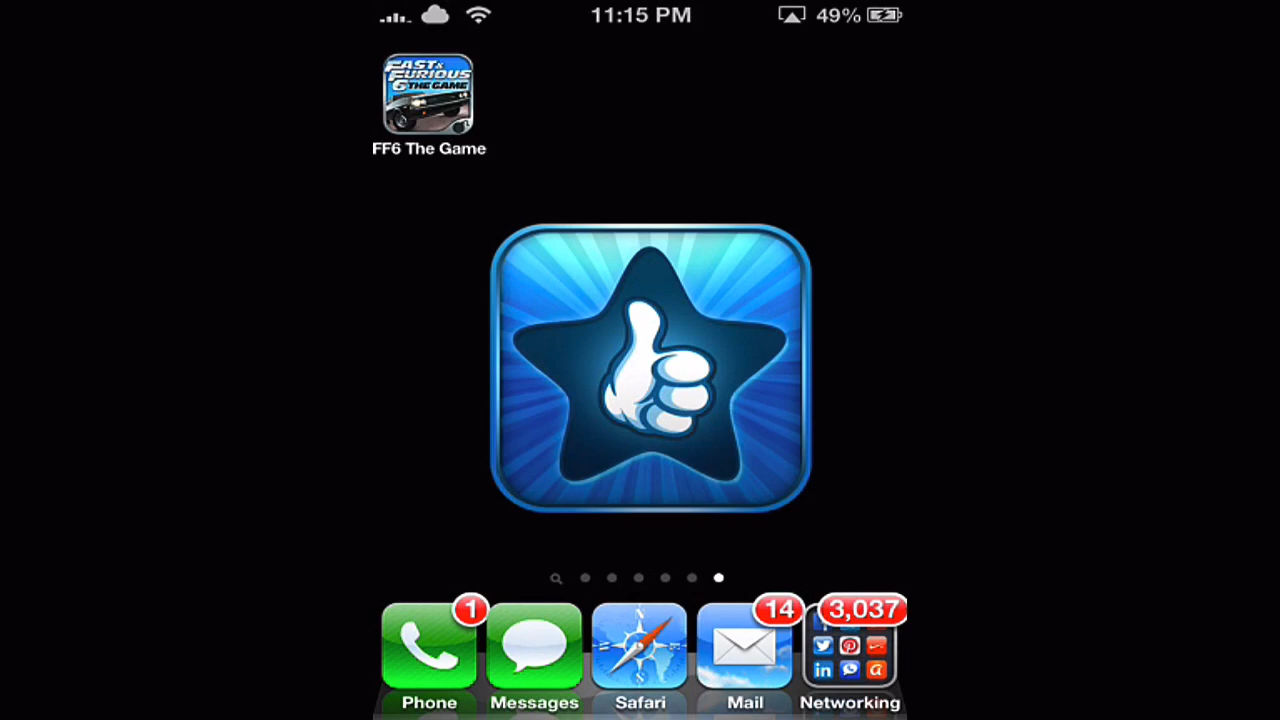 11:15 PM
49%
FAST &
FURIOUS
6 THE GAME
FF6 The Game
1
14
3,037
N
in
Phone
Messages
Safari
Mail
Networking